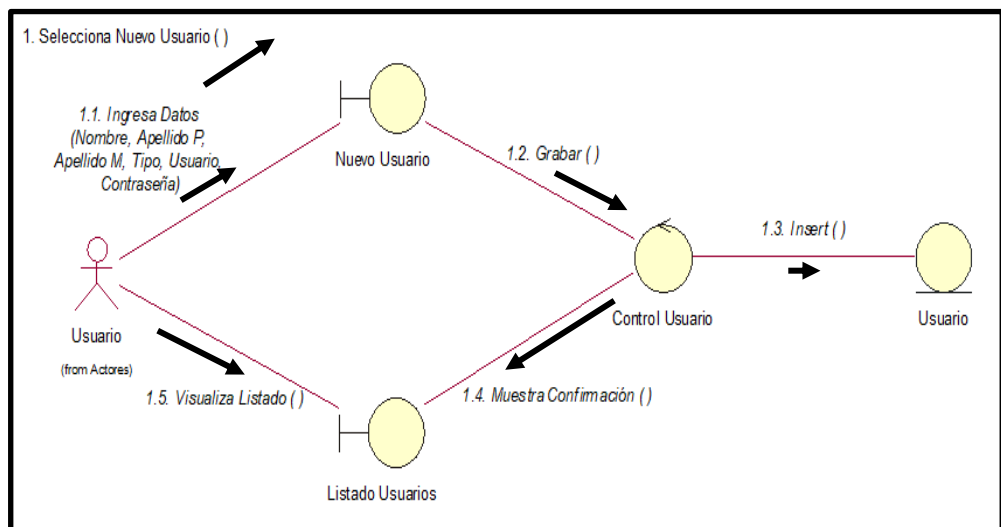 1. Selecciona Nuevo Usuario ( )
1.1. Ingresa Datos
(Nombre, Apellido P,
Apellido M, Tipo, Usuario,
Contraseña)
Nuevo Usuario
1.2. Grabar ( )
1.3. Insert ( )
Control Usuario
Usuario
Usuario
(from Actores)
1.4. Muestra Confirmación ( )
1.5. Visualiza Listado ( )
Listado Usuarios